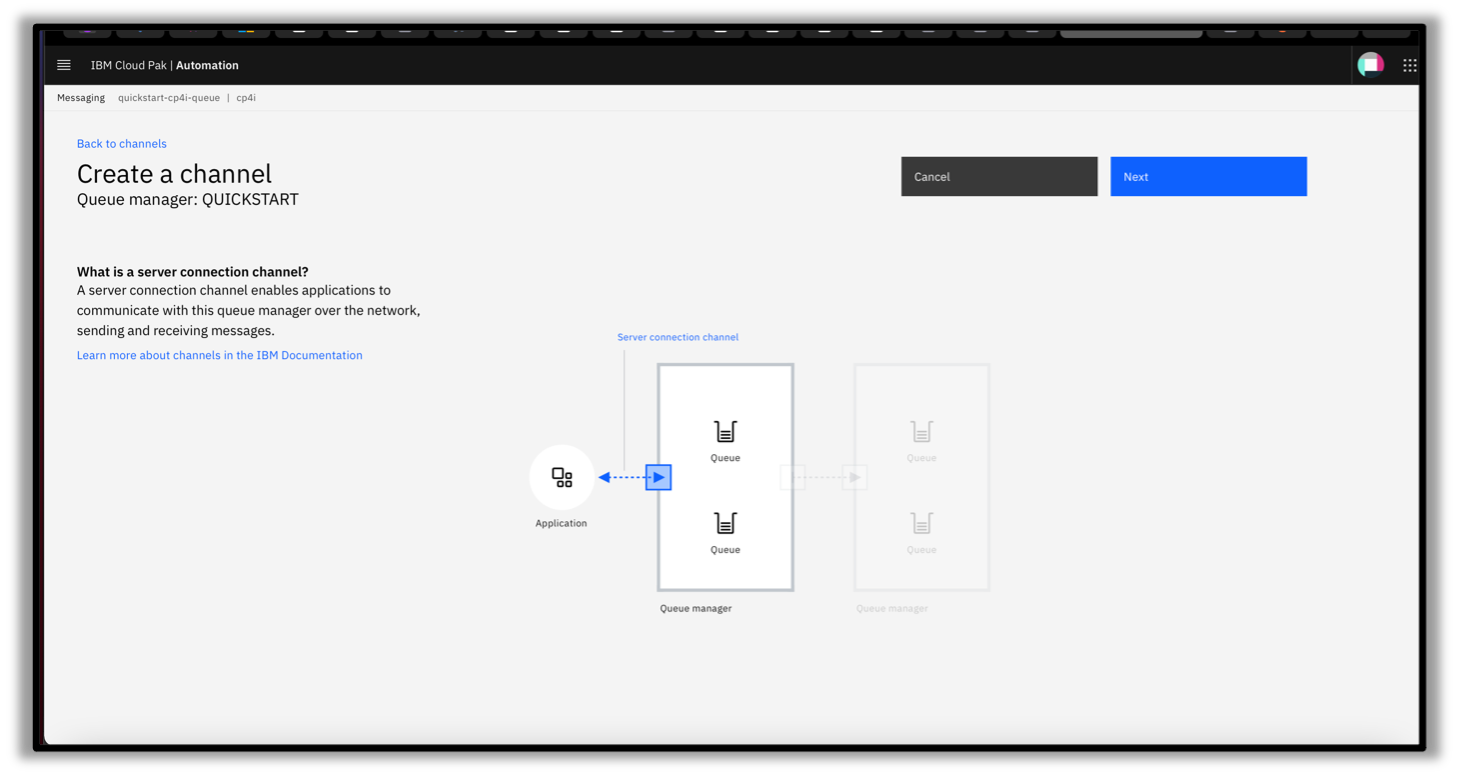 IBM Cloud Pak | Automation
Messaging quickstart-cp4i-queue | cp4i
Back to channels
Create a channel
Queue manager: QUICKSTART
Cancel
Next
What is a server connection channel?
A server connection channel enables applications to
communicate with this queue manager over the network,
sending and receiving messages.
Learn more about channels in the IBM Documentation
Server connection channel
Queue
Queue
Application
Queue
Queue
Queue manager
Queue manager